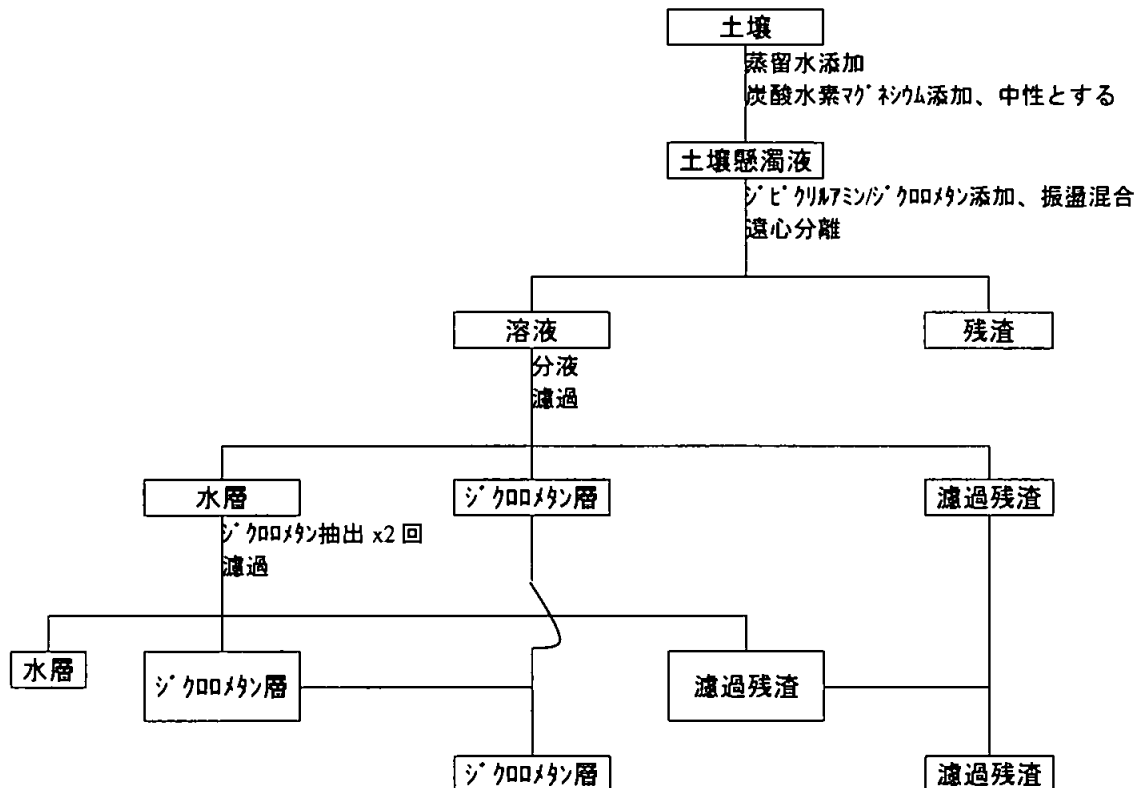 土壌
蒸留水添加
炭酸水素ﾏｸﾞﾈｼｳﾑ添加、中性とする
土壌懸濁液
ｼﾞﾋﾟｸﾘﾙｱﾐﾝ/ｼﾞｸﾛﾛﾒﾀﾝ添加、振盪混合
遠心分離
溶液
残渣
分液
濾過
水層
ｼﾞｸﾛﾛﾒﾀﾝ層
濾過残渣
ｼﾞｸﾛﾛﾒﾀﾝ抽出 x2 回
濾過
水層
ｼﾞｸﾛﾛﾒﾀﾝ層
濾過残渣
ｼﾞｸﾛﾛﾒﾀﾝ層
濾過残渣